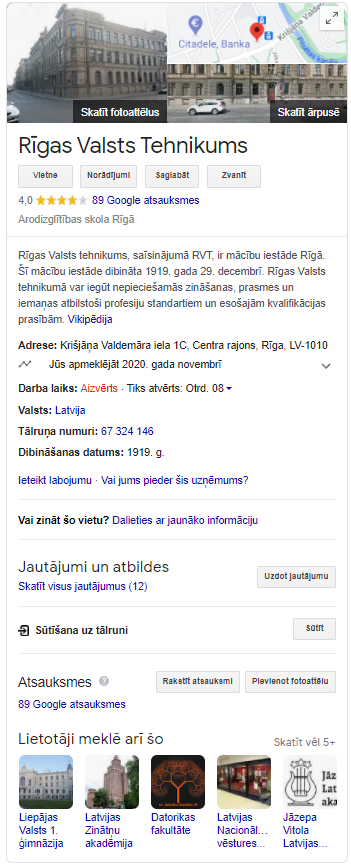 Citadele, Banka
Krišjāņa Valdem
Skatīt fotoattēlus
Skatīt ārpusē
Rīgas Valsts Tehnikums
Vietne
Norādījumi
Saglabāt
Zvanīt
4,0 89 Google atsauksmes
Arodizglītības skola Rīgā
Rīgas Valsts tehnikums, saīsinājumā RVT, ir mācību iestāde Rīgā.
Šī mācību iestāde dibināta 1919. gada 29. decembrī. Rīgas Valsts
tehnikumā var iegūt nepieciešamās zināšanas, prasmes un
iemaņas atbilstoši profesiju standartiem un esošajām kvalifikācijas
prasībām. Vikipēdija
Adrese: Krišjāņa Valdemāra iela 1C, Centra rajons, Rīga, LV-1010
Jūs apmeklējāt 2020. gada novembrī
Darba laiks: Aizvērts · Tiks atvērts: Otrd. 08
Valsts: Latvija
Tālruņa numuri: 67 324 146
Dibināšanas datums: 1919. g.
Ieteikt labojumu · Vai jums pieder šis uzņēmums?
Vai zināt šo vietu? Dalieties ar jaunāko informāciju
Jautājumi un atbildes
Skatīt visus jautājumus (12)
Uzdot jautājumu
Sūtīšana uz tālruni
Sūtīt
Atsauksmes
Rakstīt atsauksmi
Pievienot fotoattēlu
89 Google atsauksmes
Lietotāji meklē arī šo
Skatīt vēl 5+
Liepājas
Valsts 1.
ģimnāzija
Latvijas
Zinātņu
akadēmija
Datorikas
fakultāte
Latvijas
Nacionāl...
vēstures...
Jāzepa
Vītola
Latvijas...